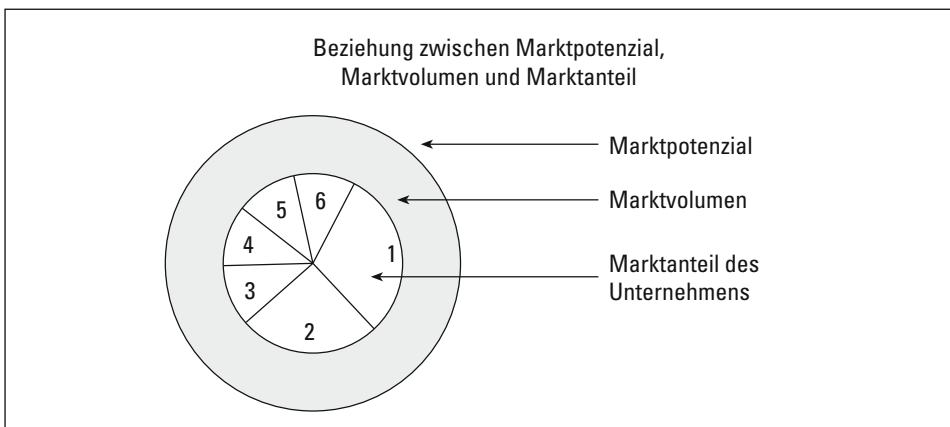 Beziehung zwischen Marktpotenzial,
Marktvolumen und Marktanteil
Marktpotenzial
Marktvolumen
Marktanteil des
Unternehmens
1
2
3
4
5
6